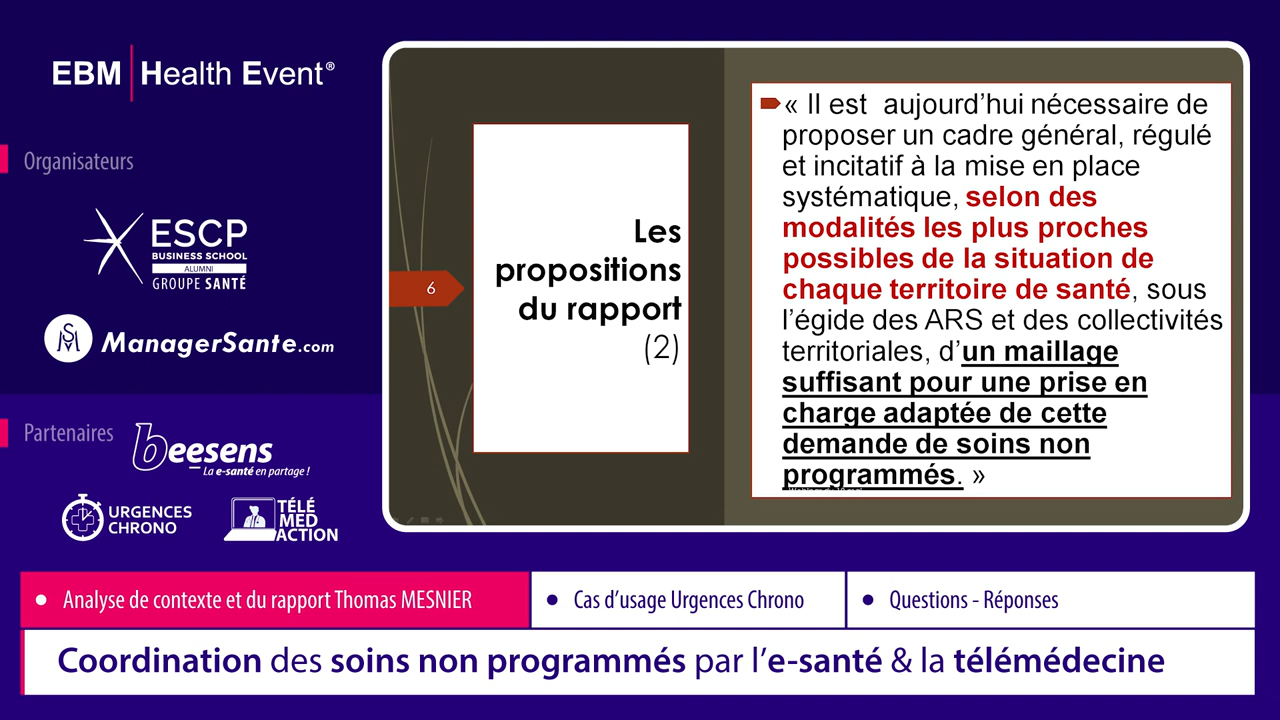 EBM Health Event®
Organisateurs
ESCP
BUSINESS SCHOOL
ALUMNI
GROUPE SANTÉ
SM
ManagerSante.com
Partenaires
beesens
La e-santé en partage !
URGENCES
CHRONO
TÉLÉ
MED
ACTION
6
Les
propositions
du rapport
(2)
« Il est aujourd’hui nécessaire de
proposer un cadre général, régulé
et incitatif à la mise en place
systématique, selon des
modalités les plus proches
possibles de la situation de
chaque territoire de santé, sous
l’égide des ARS et des collectivités
territoriales, d’un maillage
suffisant pour une prise en
charge adaptée de cette
demande de soins non
programmés. »
• Analyse de contexte et du rapport Thomas MESNIER
• Cas d’usage Urgences Chrono
• Questions - Réponses
Coordination des soins non programmés par l’e-santé & la télémédecine